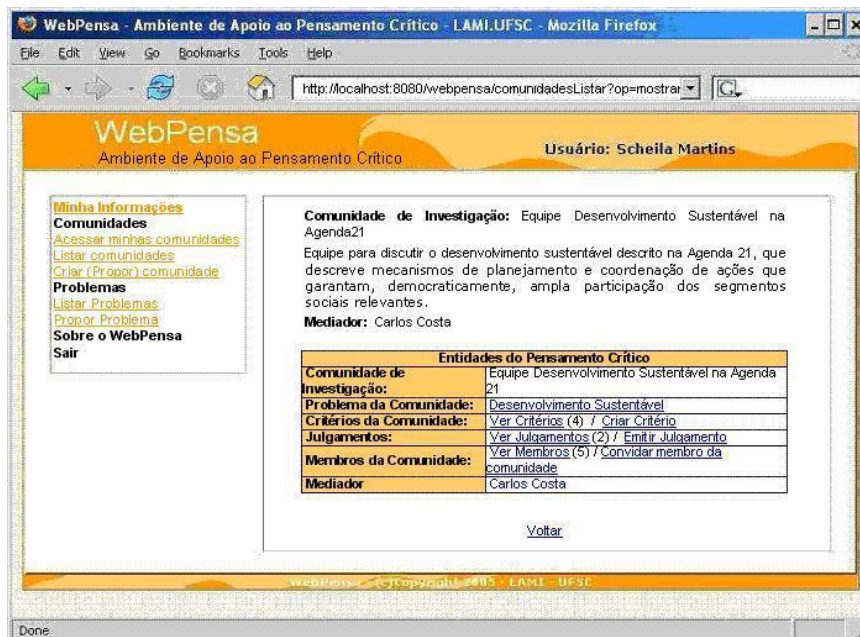 WebPensa - Ambiente de Apoio ao Pensamento Crítico - LAMI.UFSC - Mozilla Firefox
File Edit View Go Bookmarks Tools Help
http://localhost:8080/webpensa/comunidadesListar?op=mostrar
WebPensa
Ambiente de Apoio ao Pensamento Crítico
Usuário: Scheila Martins
Minha Informações
Comunidades
Acessar minhas comunidades
Listar comunidades
Criar (Propor) comunidade
Problemas
Listar Problemas
Propor Problema
Sobre o WebPensa
Sair
Comunidade de Investigação: Equipe Desenvolvimento Sustentável na
Agenda21
Equipe para discutir o desenvolvimento sustentável descrito na Agenda 21, que
descreve mecanismos de planejamento e coordenação de ações que
garantam, democraticamente, ampla participação dos segmentos
sociais relevantes.
Mediador: Carlos Costa
Entidades do Pensamento Crítico
Comunidade de
Investigação:
Equipe Desenvolvimento Sustentável na Agenda
21
Problema da Comunidade: Desenvolvimento Sustentável
Critérios da Comunidade: Ver Critérios (4) / Criar Critério
Julgamentos: Ver Julgamentos (2) / Emitir Julgamento
Membros da Comunidade:
Ver Membros (5) / Convidar membro da
comunidade
Mediador Carlos Costa
Voltar
WebPensa - (c)Copyright 2005 - LAMI - UFSC
Done